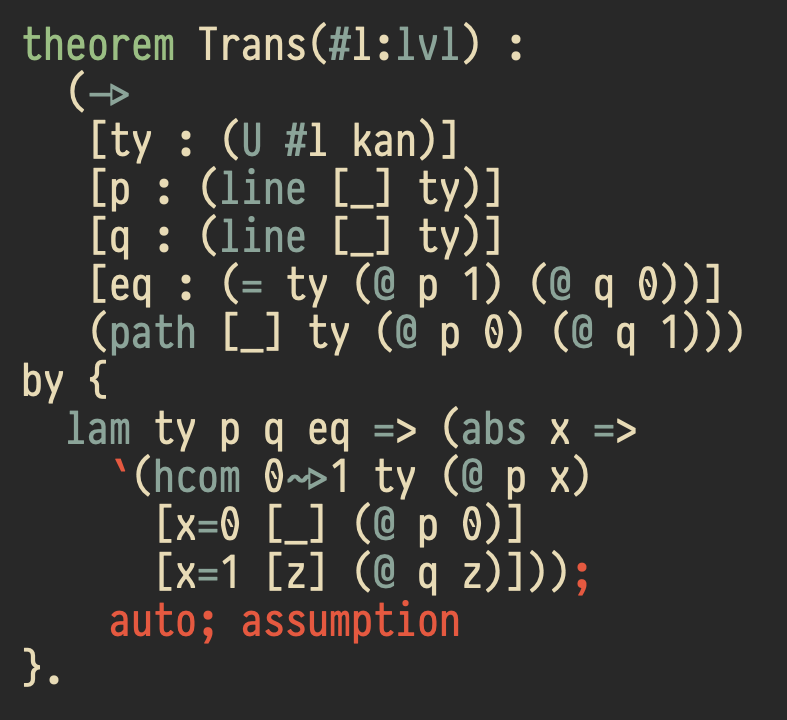 theorem Trans(#l:lvl) :
  (->
   [ty : (U #l kan)]
   [p : (line [_] ty)]
   [q : (line [_] ty)]
   [eq : (= ty (@ p 1) (@ q 0))]
   (path [_] ty (@ p 0) (@ q 1)))
by {
  lam ty p q eq => (abs x =>
    `(hcom 0~>1 ty (@ p x)
      [x=0 [_] (@ p 0)]
      [x=1 [z] (@ q z)]));
    auto; assumption
}.